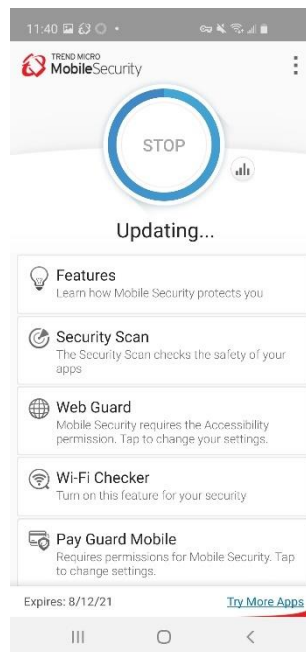 11:40
TREND MICRO
MobileSecurity
STOP
Updating...
Features
Learn how Mobile Security protects you
Security Scan
The Security Scan checks the safety of your
apps
Web Guard
Mobile Security requires the Accessibility
permission. Tap to change your settings.
Wi-Fi Checker
Turn on this feature for your security
Pay Guard Mobile
Requires permissions for Mobile Security. Tap
to change settings.
Expires: 8/12/21 Try More Apps